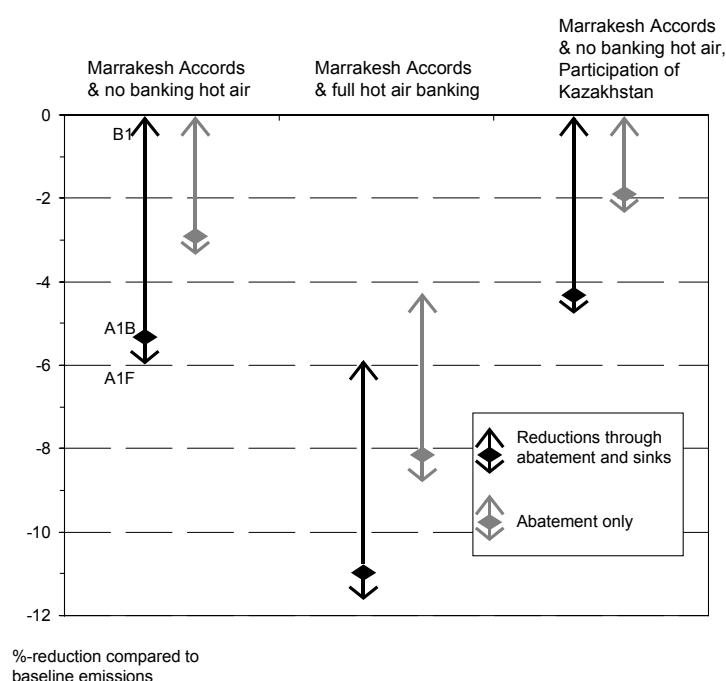 Marrakesh Accords
& no banking hot air
Marrakesh Accords
& full hot air banking
Marrakesh Accords
& no banking hot air,
Participation of
Kazakhstan
0
-2
-4
-6
-8
-10
-12
B1
A1B
A1F
Reductions through
abatement and sinks
Abatement only
%-reduction compared to
baseline emissions